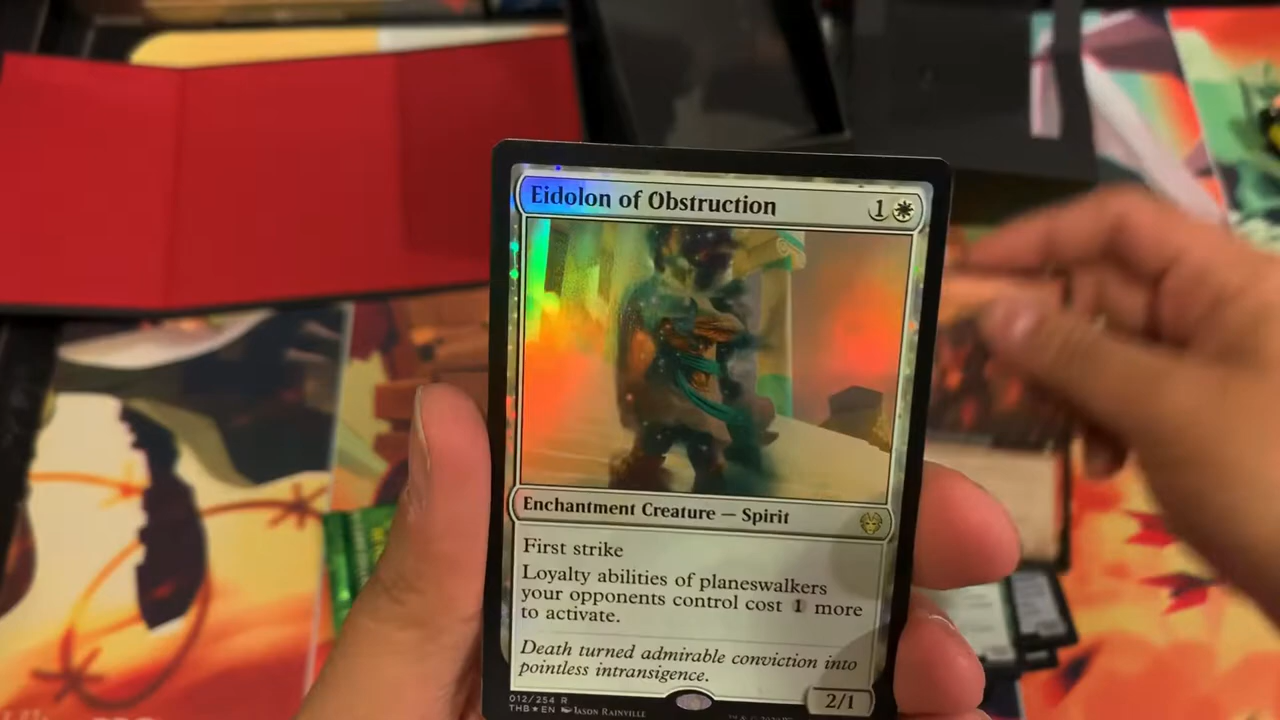 Eidolon of Obstruction 1
Enchantment Creature — Spirit
First strike
Loyalty abilities of planeswalkers
your opponents control cost 1 more
to activate.
Death turned admirable conviction into
pointless intransigence.
2/1
012/254 R
THB★EN JASON RAINVILLE